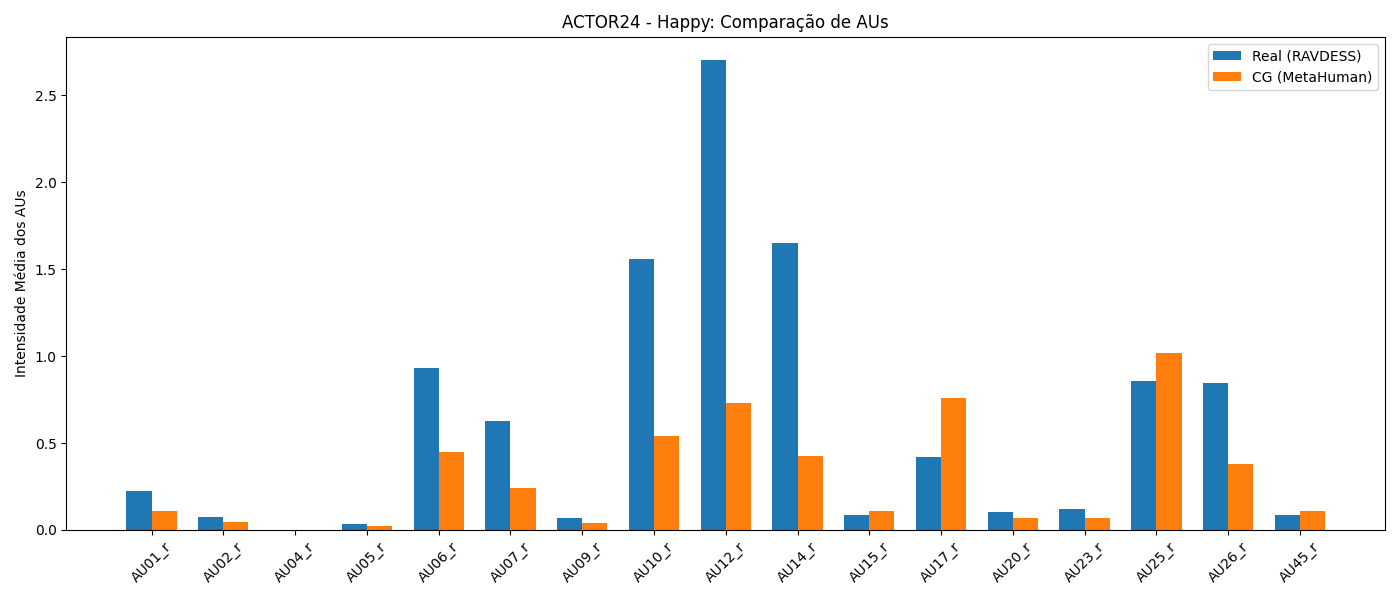 ACTOR24 - Happy: Comparação de AUs
Real (RAVDESS)
CG (MetaHuman)
Intensidade Média dos AUs
2.5
2.0
1.5
1.0
0.5
0.0
AU01_r
AU02_r
AU04_r
AU05_r
AU06_r
AU07_r
AU09_r
AU10_r
AU12_r
AU14_r
AU15_r
AU17_r
AU20_r
AU23_r
AU25_r
AU26_r
AU45_r